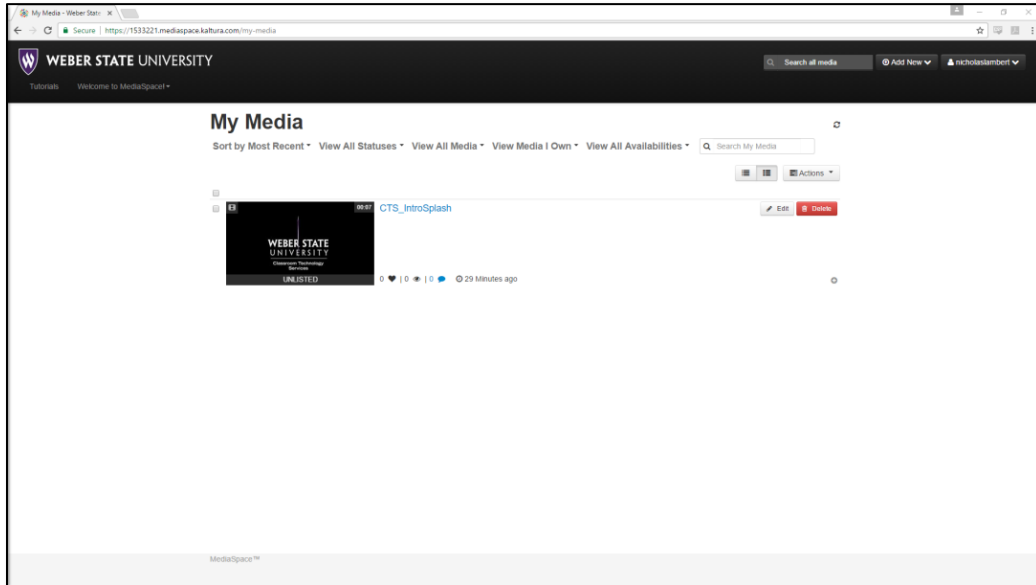 My Media - Weber State
Secure | https://1533221.mediaspace.kaltura.com/my-media
WEBER STATE UNIVERSITY
Search all media
Add New
nicholaslambert
Tutorials
Welcome to MediaSpace!
My Media
Sort by Most Recent View All Statuses View All Media View Media I Own View All Availabilities Search My Media
Actions
00:07
CTS_IntroSplash
Edit
Delete
WEBER STATE
UNIVERSITY
Classroom Technology
Services
UNLISTED
0 | 0 | 0 29 Minutes ago
MediaSpace™